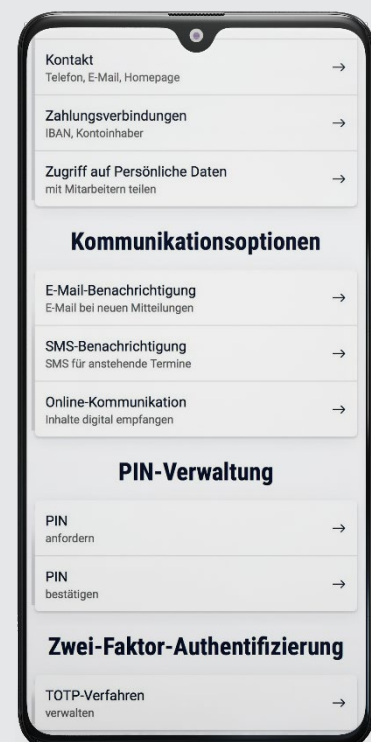 Kontakt
Telefon, E-Mail, Homepage
Zahlungsverbindungen
IBAN, Kontoinhaber
Zugriff auf Persönliche Daten
mit Mitarbeitern teilen
Kommunikationsoptionen
E-Mail-Benachrichtigung
E-Mail bei neuen Mitteilungen
SMS-Benachrichtigung
SMS für anstehende Termine
Online-Kommunikation
Inhalte digital empfangen
PIN-Verwaltung
PIN
anfordern
PIN
bestätigen
Zwei-Faktor-Authentifizierung
TOTP-Verfahren
verwalten